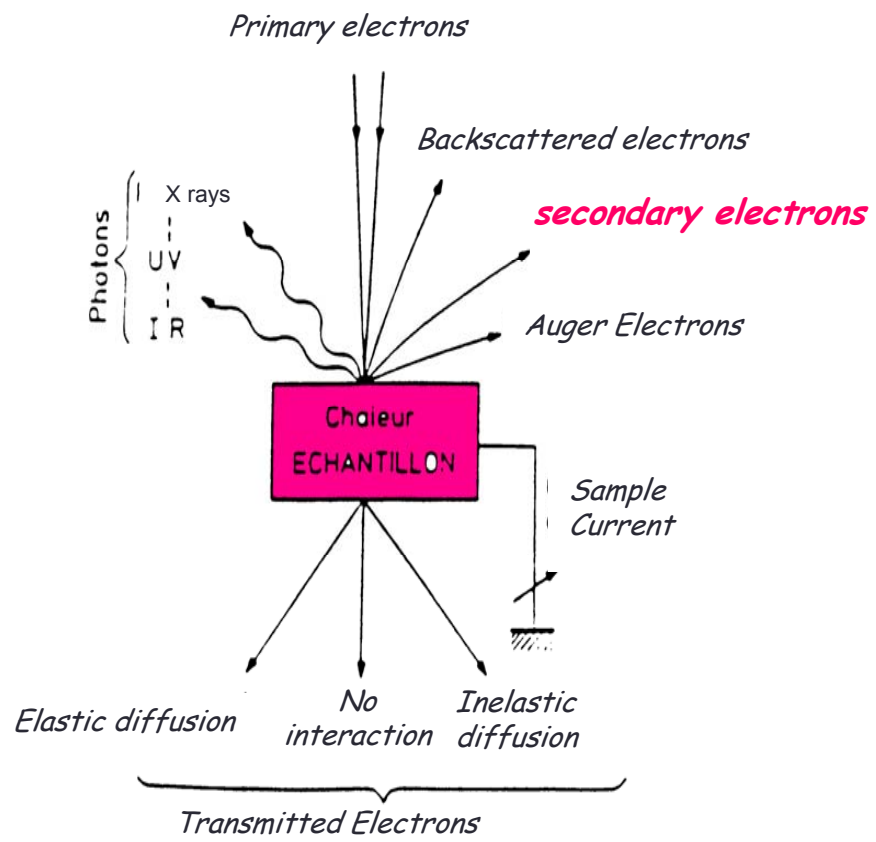 Primary electrons
Backscattered electrons
X rays
secondary electrons
UV
Photons
IR
Auger Electrons
Chaleur
ECHANTILLON
Sample
Current
Elastic diffusion
No
interaction
Inelastic
diffusion
Transmitted Electrons